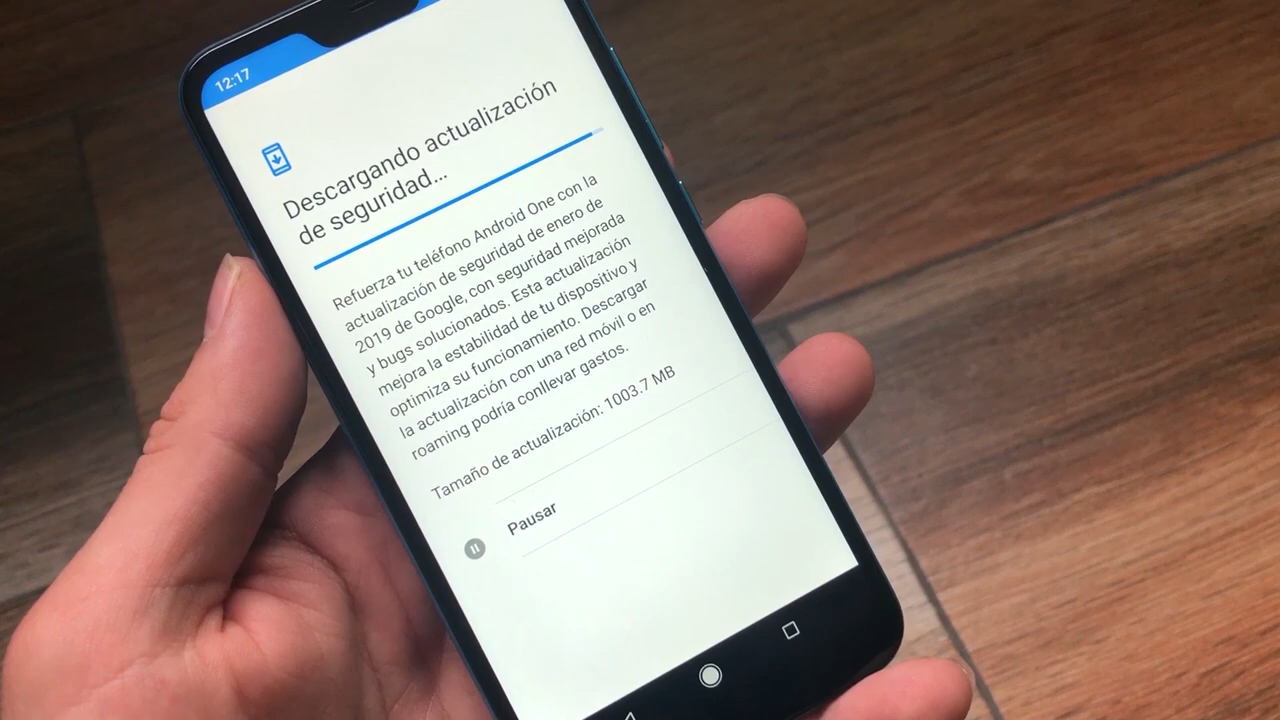 12:17
Descargando actualización
de seguridad...
Refuerza tu teléfono Android One con la
actualización de seguridad de enero de
2019 de Google, con seguridad mejorada
y bugs solucionados. Esta actualización
mejora la estabilidad de tu dispositivo y
optimiza su funcionamiento. Descargar
la actualización con una red móvil o en
roaming podría conllevar gastos.
Tamaño de actualización: 1003.7 MB
Pausar